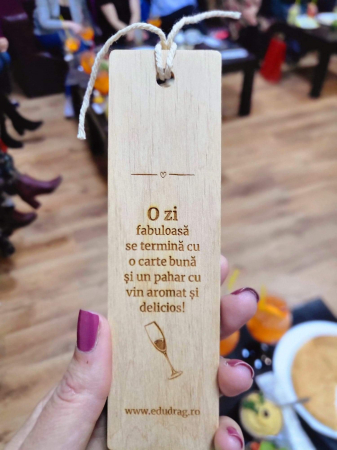 O zi
fabuloasă
se termină cu
o carte bună
și un pahar cu
vin aromat și
delicios!
www.edudrag.ro